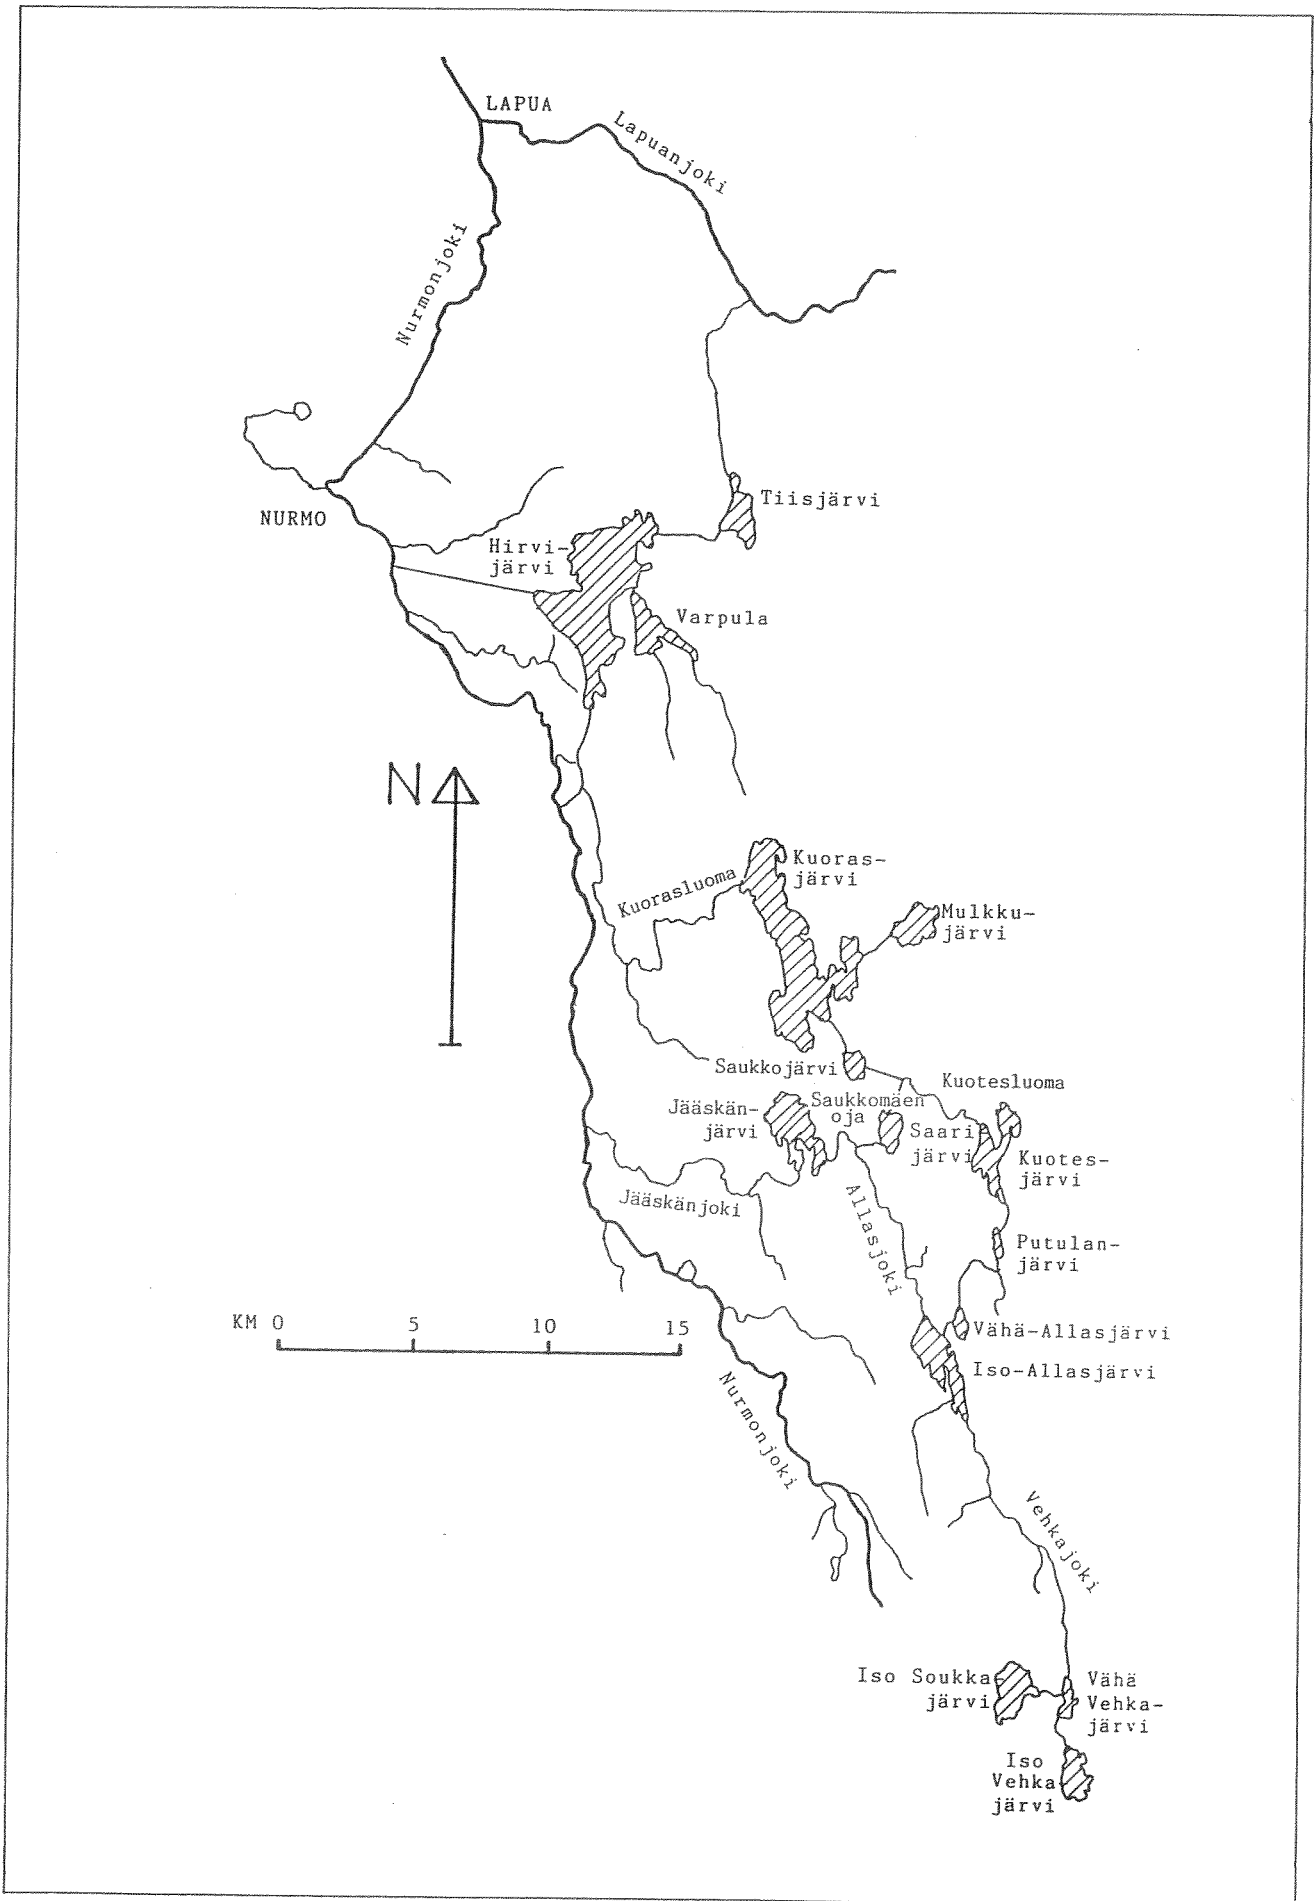 LAPUA
Lapuanjoki
Nurmonjoki
Tiisjärvi
NURMO
Hirvi-
järvi
Varpula
N
Kuoras-
järvi
Kuorasluoma
Mulkku-
järvi
Saukkojärvi
Kuotesluoma
Jääskän-
järvi
Saukkomäen
oja
Saari
järvi
Kuotes-
järvi
Jääskänjoki
Allasjoki
Putulan-
järvi
KM 0 5 10 15
Vähä-Allasjärvi
Iso-Allasjärvi
Nurmonjoki
Vehkajoki
Iso Soukka-
järvi
Vähä
Vehka-
järvi
Iso
Vehka
järvi